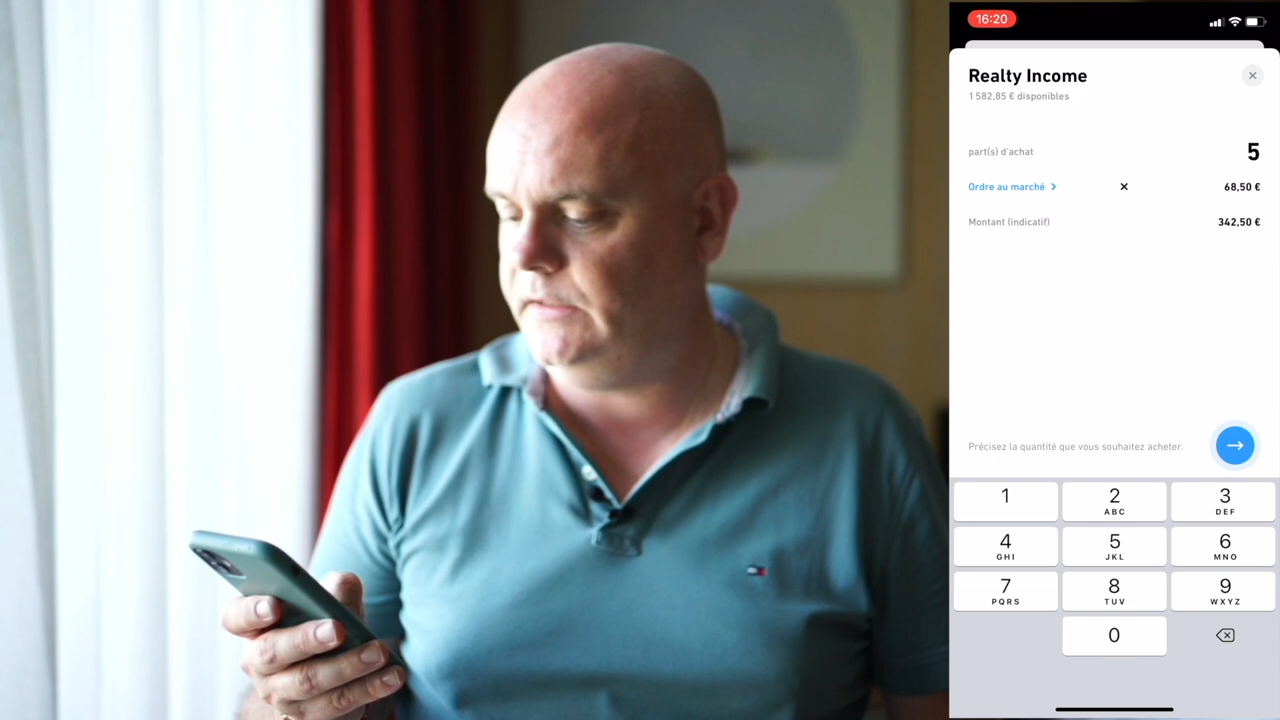 16:20
Realty Income
1 582,85 € disponibles
part(s) d'achat 5
Ordre au marché > × 68,50 €
Montant (indicatif) 342,50 €
Précisez la quantité que vous souhaitez acheter. →
1 2 3
ABC DEF
4 5 6
GHI JKL MNO
7 8 9
PQRS TUV WXYZ
0